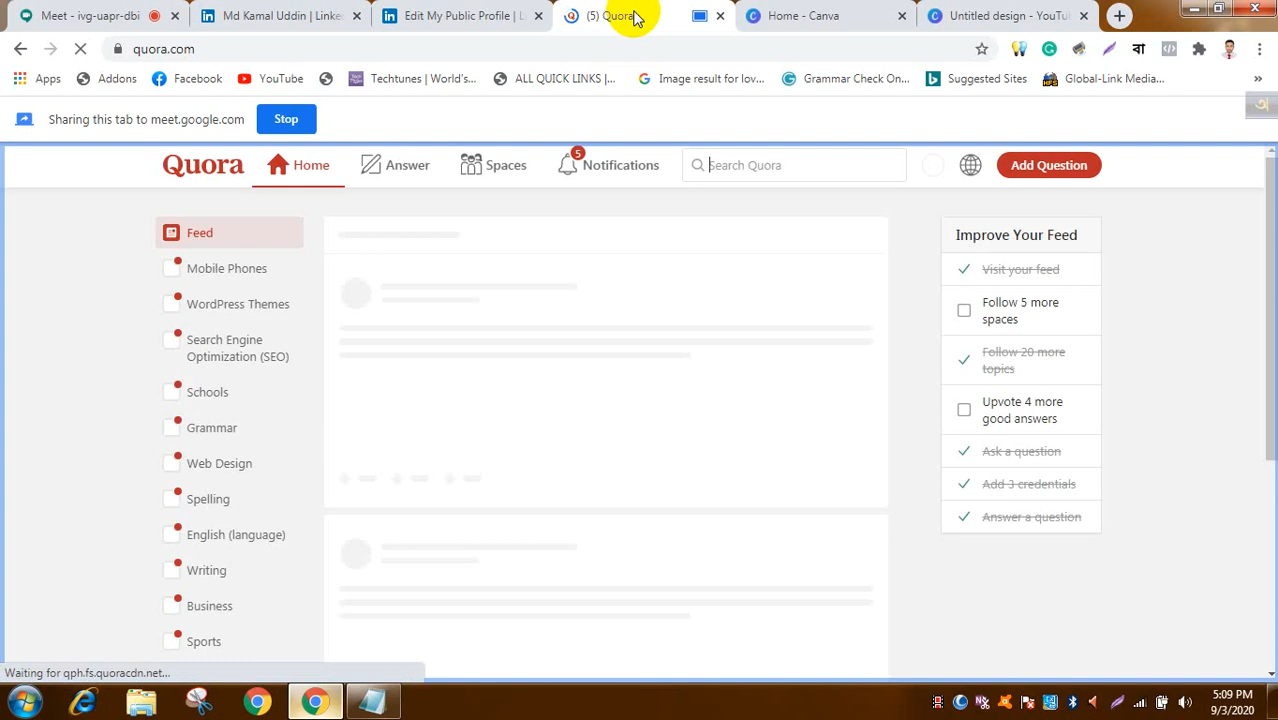 Meet - ivg-uapr-dbi
Md Kamal Uddin | Linke
Edit My Public Profile |
(5) Quora
Home - Canva
Untitled design - YouTu
quora.com
বা
Apps
Addons
Facebook
YouTube
Techtunes | World's...
ALL QUICK LINKS |...
Image result for lov...
Grammar Check On...
Suggested Sites
Global-Link Media...
»
Sharing this tab to meet.google.com
Stop
অ
Quora
Home
Answer
Spaces
5
Notifications
Search Quora
Add Question
Feed
Mobile Phones
WordPress Themes
Search Engine
Optimization (SEO)
Schools
Grammar
Web Design
Spelling
English (language)
Writing
Business
Sports
Improve Your Feed
Visit your feed
Follow 5 more
spaces
Follow 20 more
topics
Upvote 4 more
good answers
Ask a question
Add 3 credentials
Answer a question
Waiting for qph.fs.quoracdn.net...
5:09 PM
9/3/2020